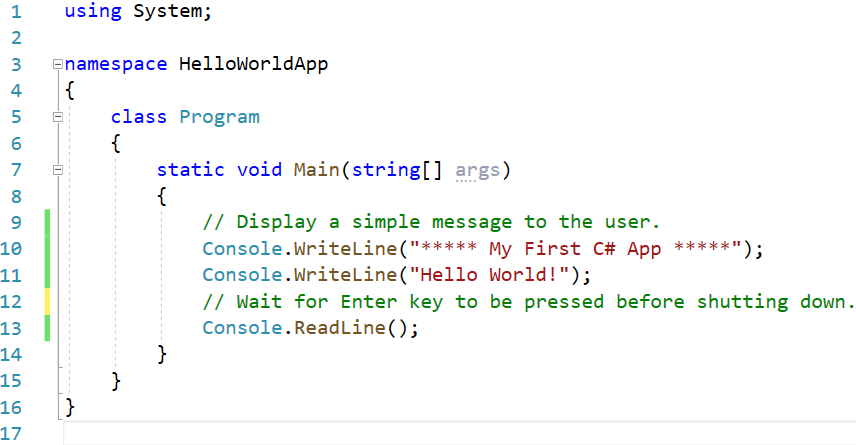 1 using System;
2
3 namespace HelloWorldApp
4 {
5 class Program
6 {
7 static void Main(string[] args)
8 {
9 // Display a simple message to the user.
10 Console.WriteLine("***** My First C# App *****");
11 Console.WriteLine("Hello World!");
12 // Wait for Enter key to be pressed before shutting down.
13 Console.ReadLine();
14 }
15 }
16 }
17